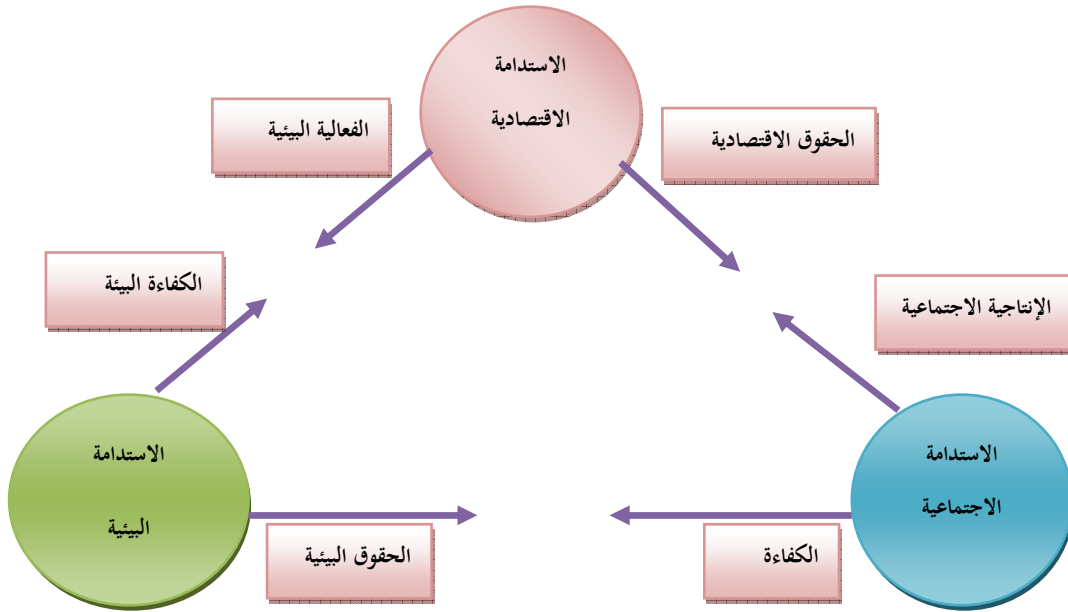 الاستدامة
الاقتصادية
الحقوق الاقتصادية
الفعالية البيئية
الإنتاجية الاجتماعية
الكفاءة البيئة
الاستدامة
الاجتماعية
الاستدامة
البيئية
الكفاءة
الحقوق البيئية